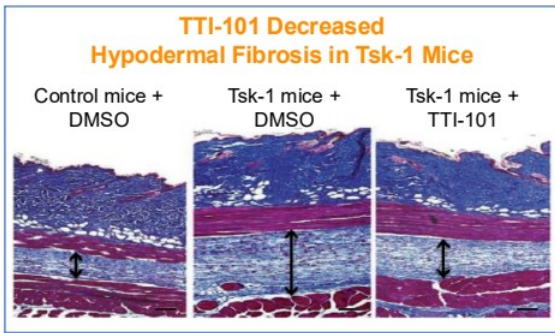 TTI-101 Decreased
Hypodermal Fibrosis in Tsk-1 Mice
Control mice +
DMSO
Tsk-1 mice +
DMSO
Tsk-1 mice +
TTI-101